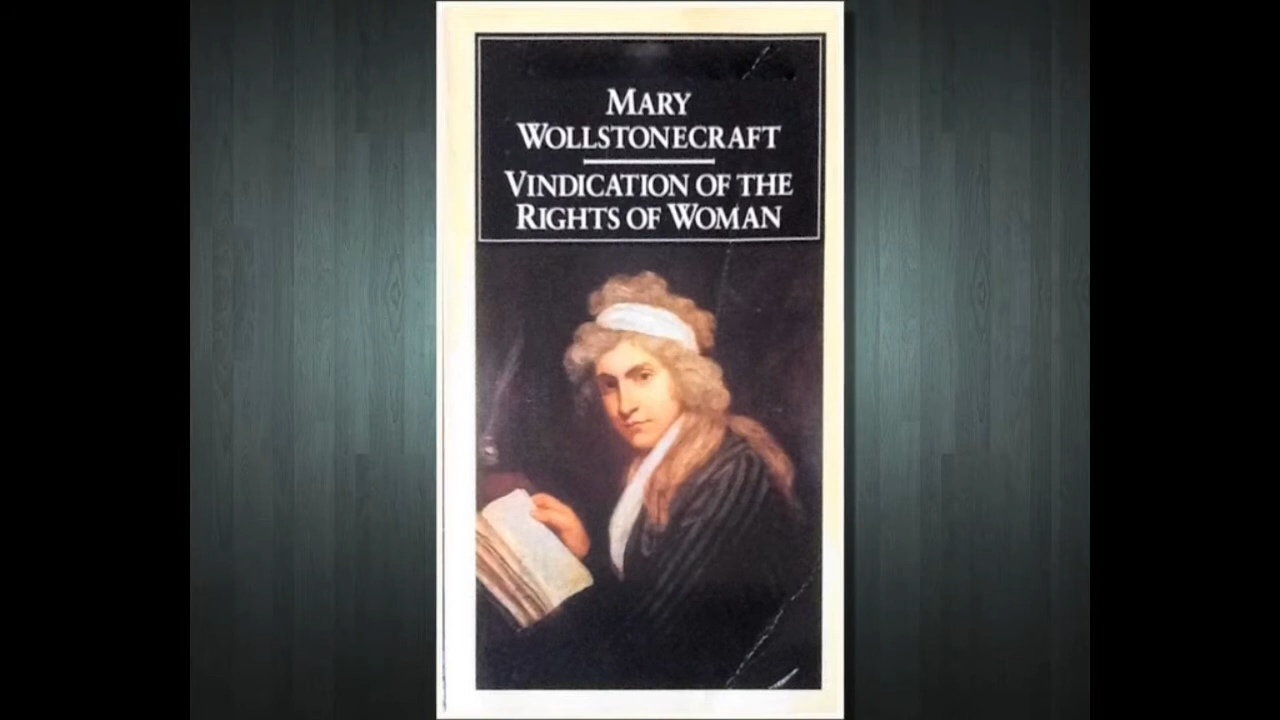 MARY
WOLLSTONECRAFT
VINDICATION OF THE
RIGHTS OF WOMAN